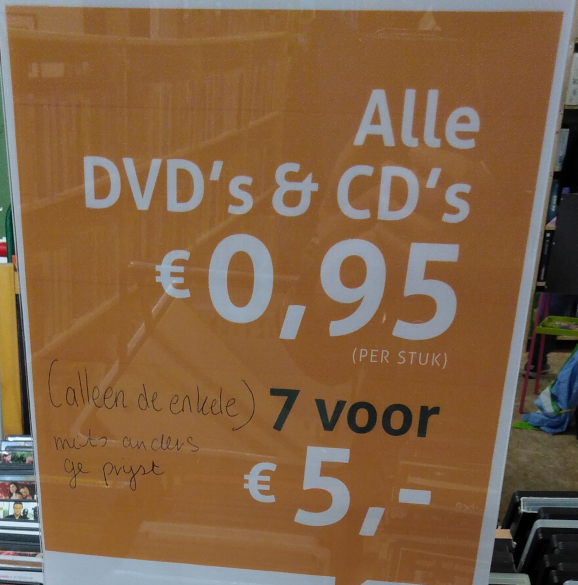 Alle
DVD's & CD's
€0,95
(PER STUK)
(alleen de enkele)
7 voor
mits anders
ge prijst
€5,-